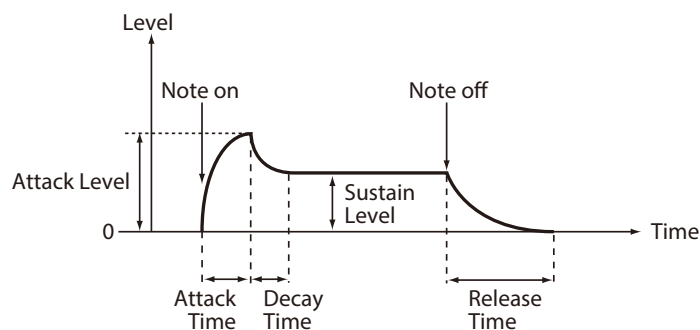 Level
Note on
Note off
Attack Level
Sustain
Level
0
Time
Attack
Time
Decay
Time
Release
Time